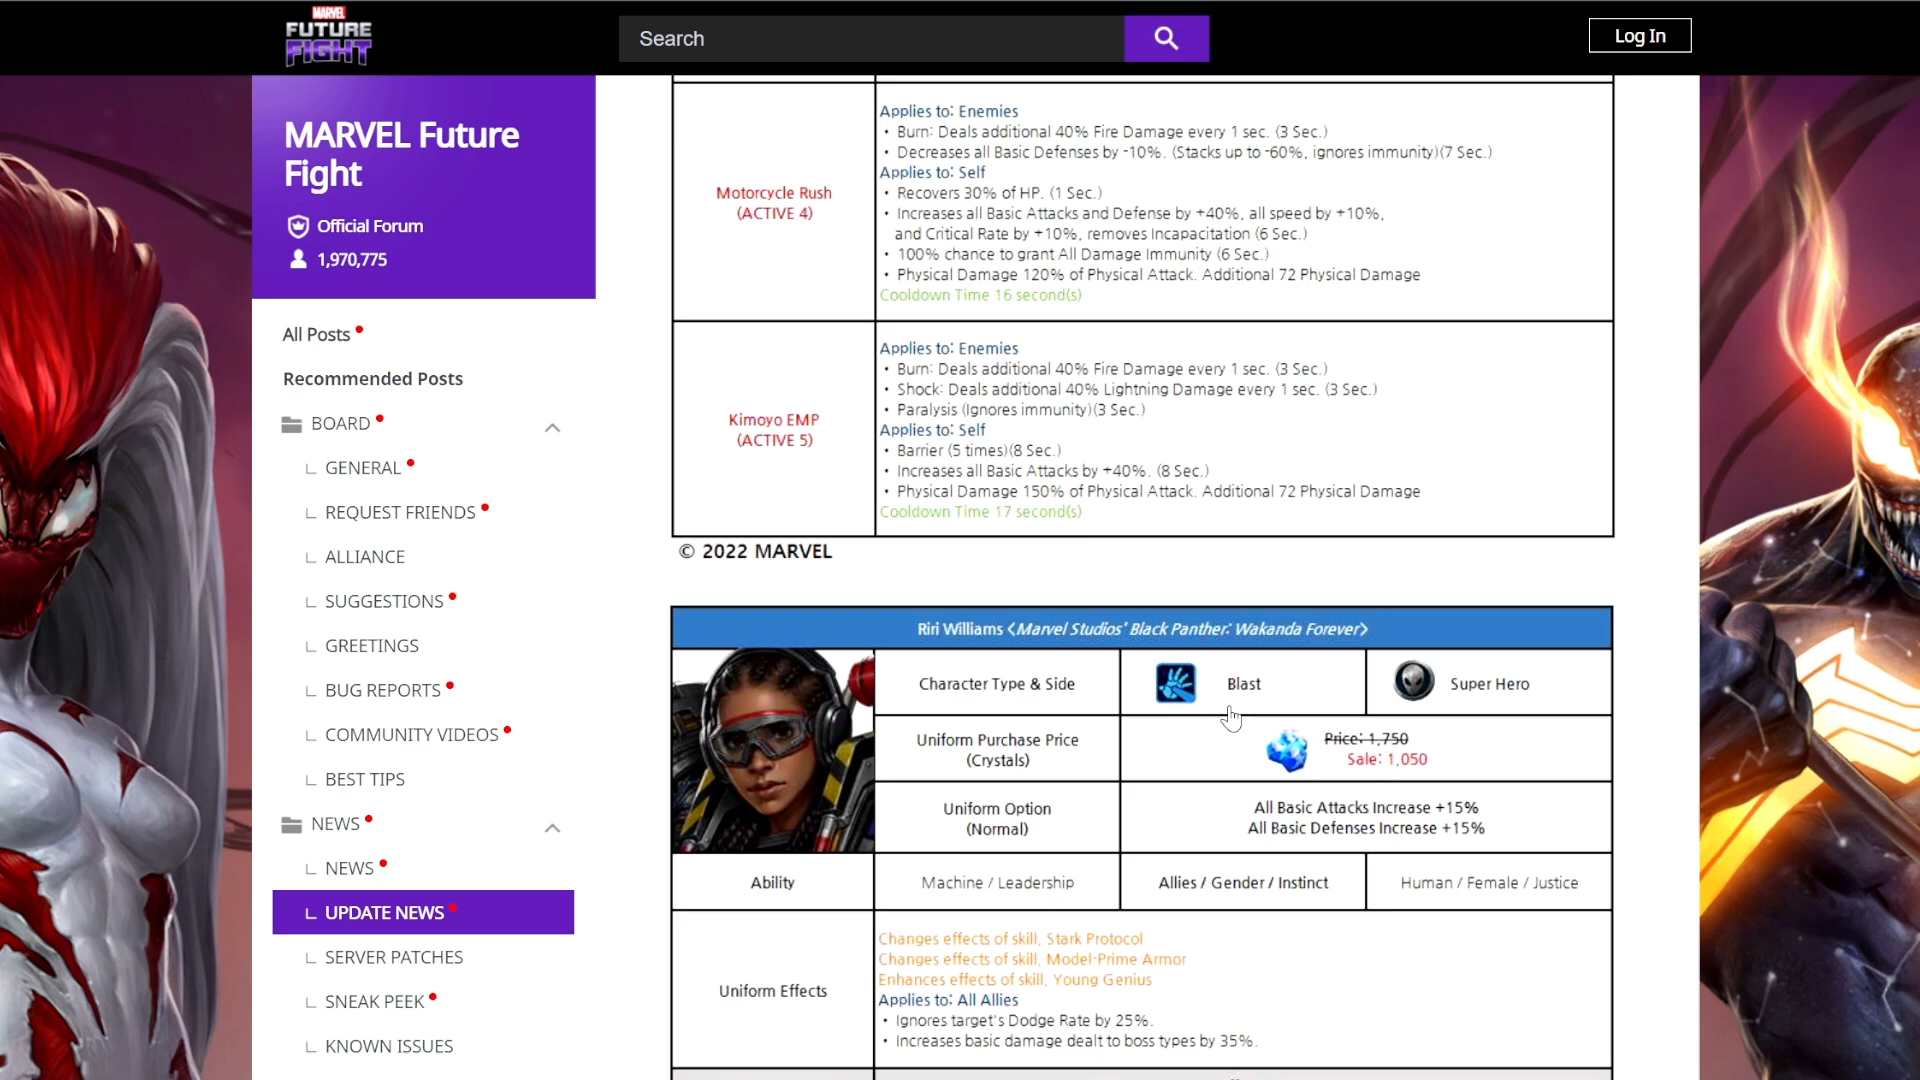 MARVEL
FUTURE
FIGHT
Search
Log In
MARVEL Future
Fight
Official Forum
1,970,775
All Posts
Recommended Posts
BOARD
GENERAL
REQUEST FRIENDS
ALLIANCE
SUGGESTIONS
GREETINGS
BUG REPORTS
COMMUNITY VIDEOS
BEST TIPS
NEWS
NEWS
UPDATE NEWS
SERVER PATCHES
SNEAK PEEK
KNOWN ISSUES
Motorcycle Rush
(ACTIVE 4)
Applies to: Enemies
• Burn: Deals additional 40% Fire Damage every 1 sec. (3 Sec.)
• Decreases all Basic Defenses by -10%. (Stacks up to -60%, ignores immunity)(7 Sec.)
Applies to: Self
• Recovers 30% of HP. (1 Sec.)
• Increases all Basic Attacks and Defense by +40%, all speed by +10%,
and Critical Rate by +10%, removes Incapacitation (6 Sec.)
• 100% chance to grant All Damage Immunity (6 Sec.)
• Physical Damage 120% of Physical Attack. Additional 72 Physical Damage
Cooldown Time 16 second(s)
Kimoyo EMP
(ACTIVE 5)
Applies to: Enemies
• Burn: Deals additional 40% Fire Damage every 1 sec. (3 Sec.)
• Shock: Deals additional 40% Lightning Damage every 1 sec. (3 Sec.)
• Paralysis (Ignores immunity)(3 Sec.)
Applies to: Self
• Barrier (5 times)(8 Sec.)
• Increases all Basic Attacks by +40%. (8 Sec.)
• Physical Damage 150% of Physical Attack. Additional 72 Physical Damage
Cooldown Time 17 second(s)
© 2022 MARVEL
Riri Williams <Marvel Studios' Black Panther: Wakanda Forever>
Character Type & Side
Blast
Super Hero
Uniform Purchase Price
(Crystals)
Price: 1,750
Sale: 1,050
Uniform Option
(Normal)
All Basic Attacks Increase +15%
All Basic Defenses Increase +15%
Ability
Machine / Leadership
Allies / Gender / Instinct
Human / Female / Justice
Uniform Effects
Changes effects of skill, Stark Protocol
Changes effects of skill, Model-Prime Armor
Enhances effects of skill, Young Genius
Applies to: All Allies
• Ignores target's Dodge Rate by 25%.
• Increases basic damage dealt to boss types by 35%.